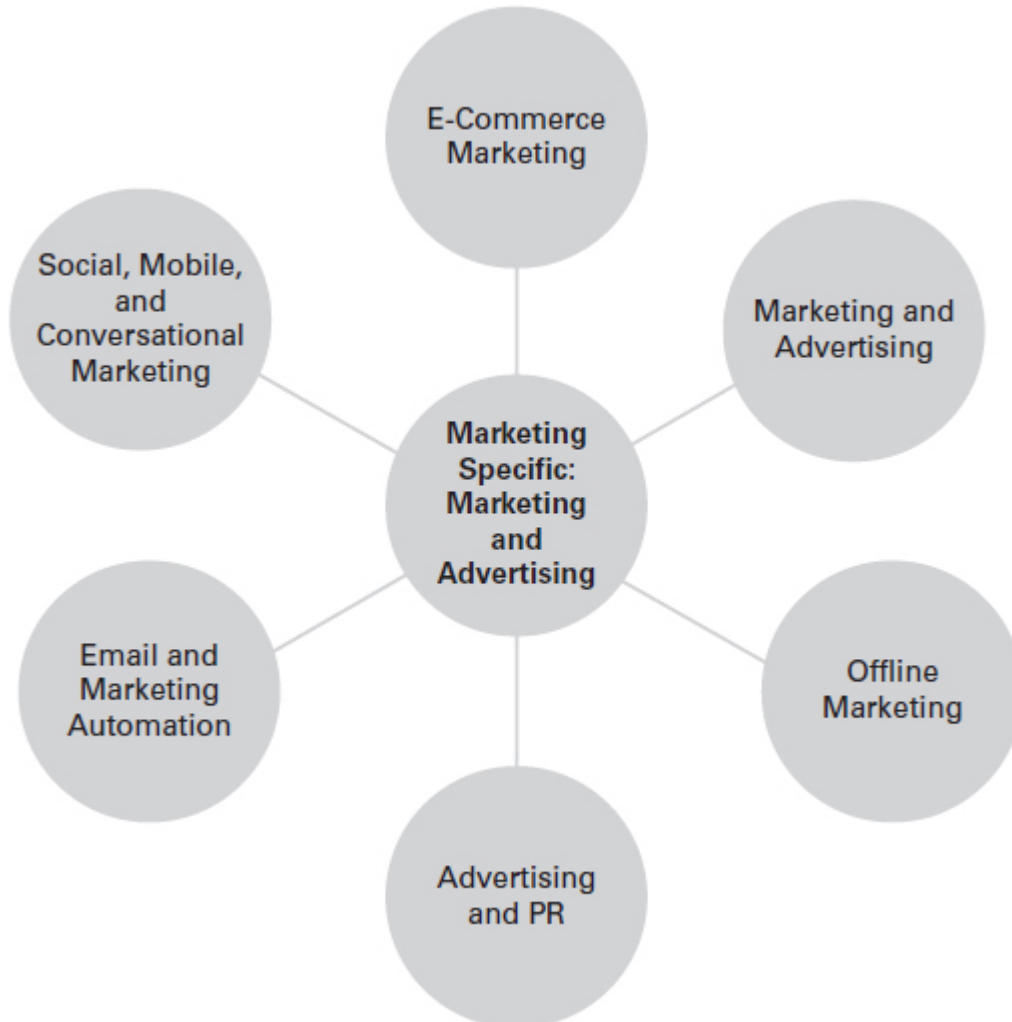 E-Commerce
Marketing
Social, Mobile,
and
Conversational
Marketing
Marketing and
Advertising
Marketing
Specific:
Marketing
and
Advertising
Email and
Marketing
Automation
Offline
Marketing
Advertising
and PR